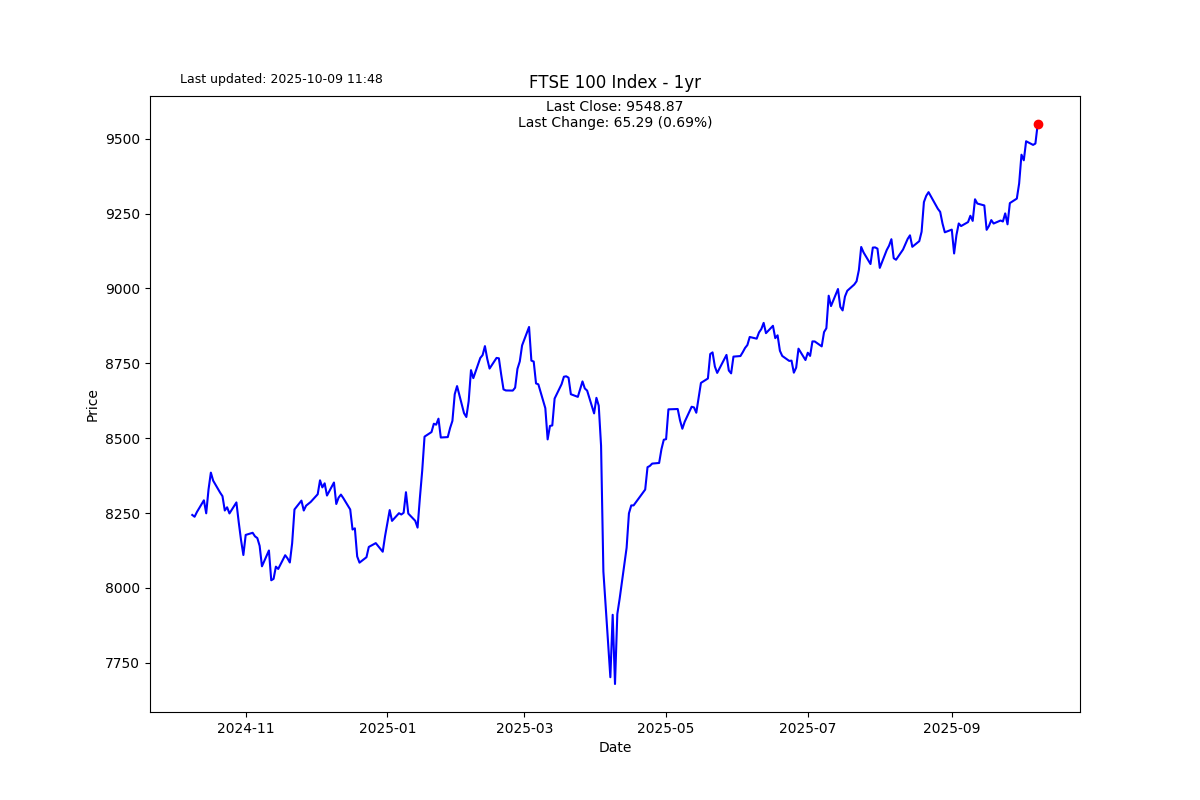 Last updated: 2025-10-09 11:48
FTSE 100 Index - 1yr
Last Close: 9548.87
Last Change: 65.29 (0.69%)
9500
9250
9000
8750
8500
8250
8000
7750
Price
2024-11
2025-01
2025-03
2025-05
2025-07
2025-09
Date